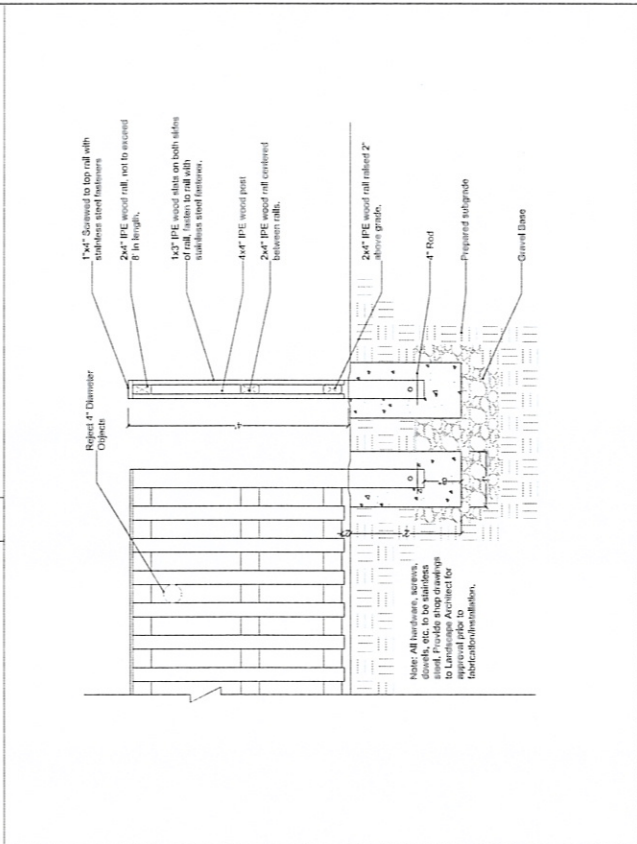 Reject 4" Diameter
Objects
1"x4" Screwed to top rail with
stainless steel fasteners
2x4" IPE wood rail, not to exceed
8' in length.
1x3" IPE wood slats on both sides
of rail, fasten to rail with
stainless steel fastener.
4x4" IPE wood post
2x4" IPE wood rail centered
between rails.
2x4" IPE wood rail raised 2"
above grade.
4" Rod
Prepared subgrade
Gravel Base
4'
2'
Note: All hardware, screws,
dowels, etc. to be stainless
steel. Provide shop drawings
to Landscape Architect for
approval prior to
fabrication/installation.